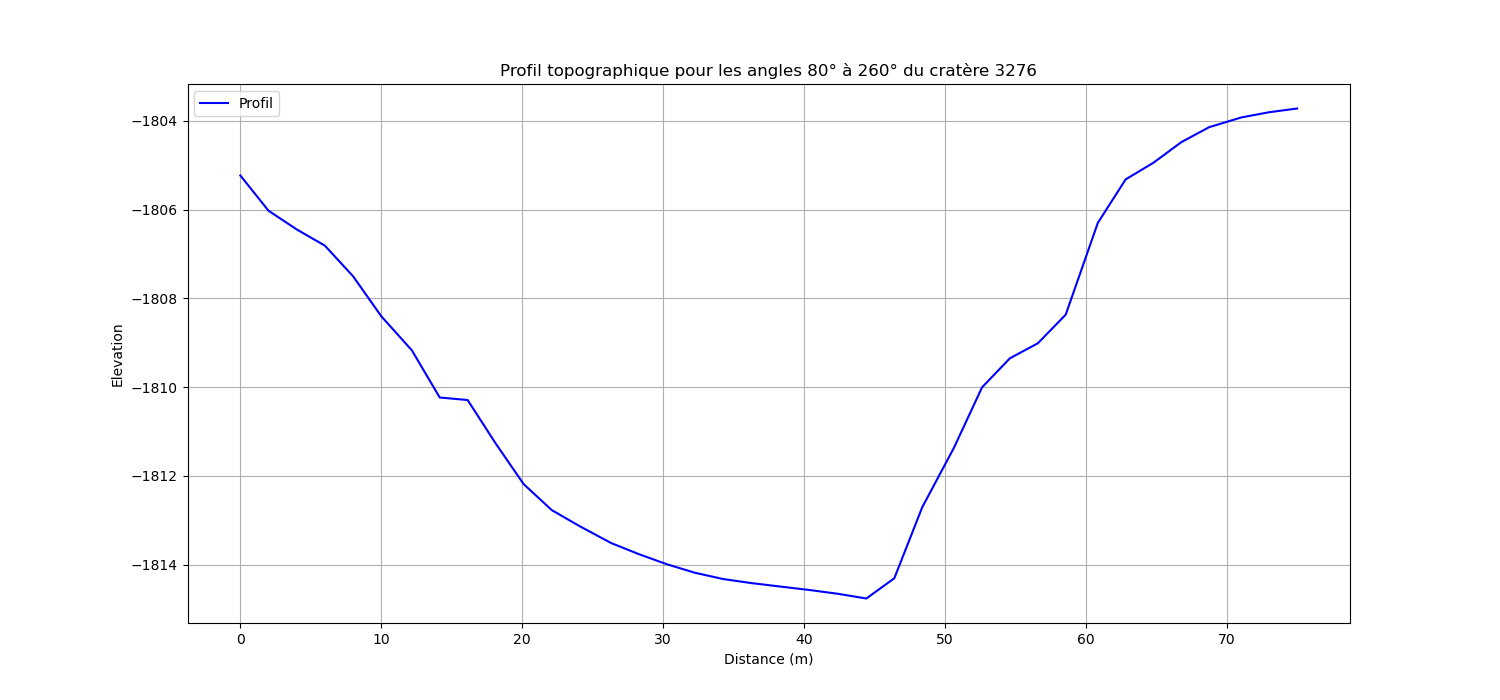 Profil topographique pour les angles 80° à 260° du cratère 3276
Profil
−1804
−1806
−1808
−1810
−1812
−1814
Elevation
0 10 20 30 40 50 60 70
Distance (m)